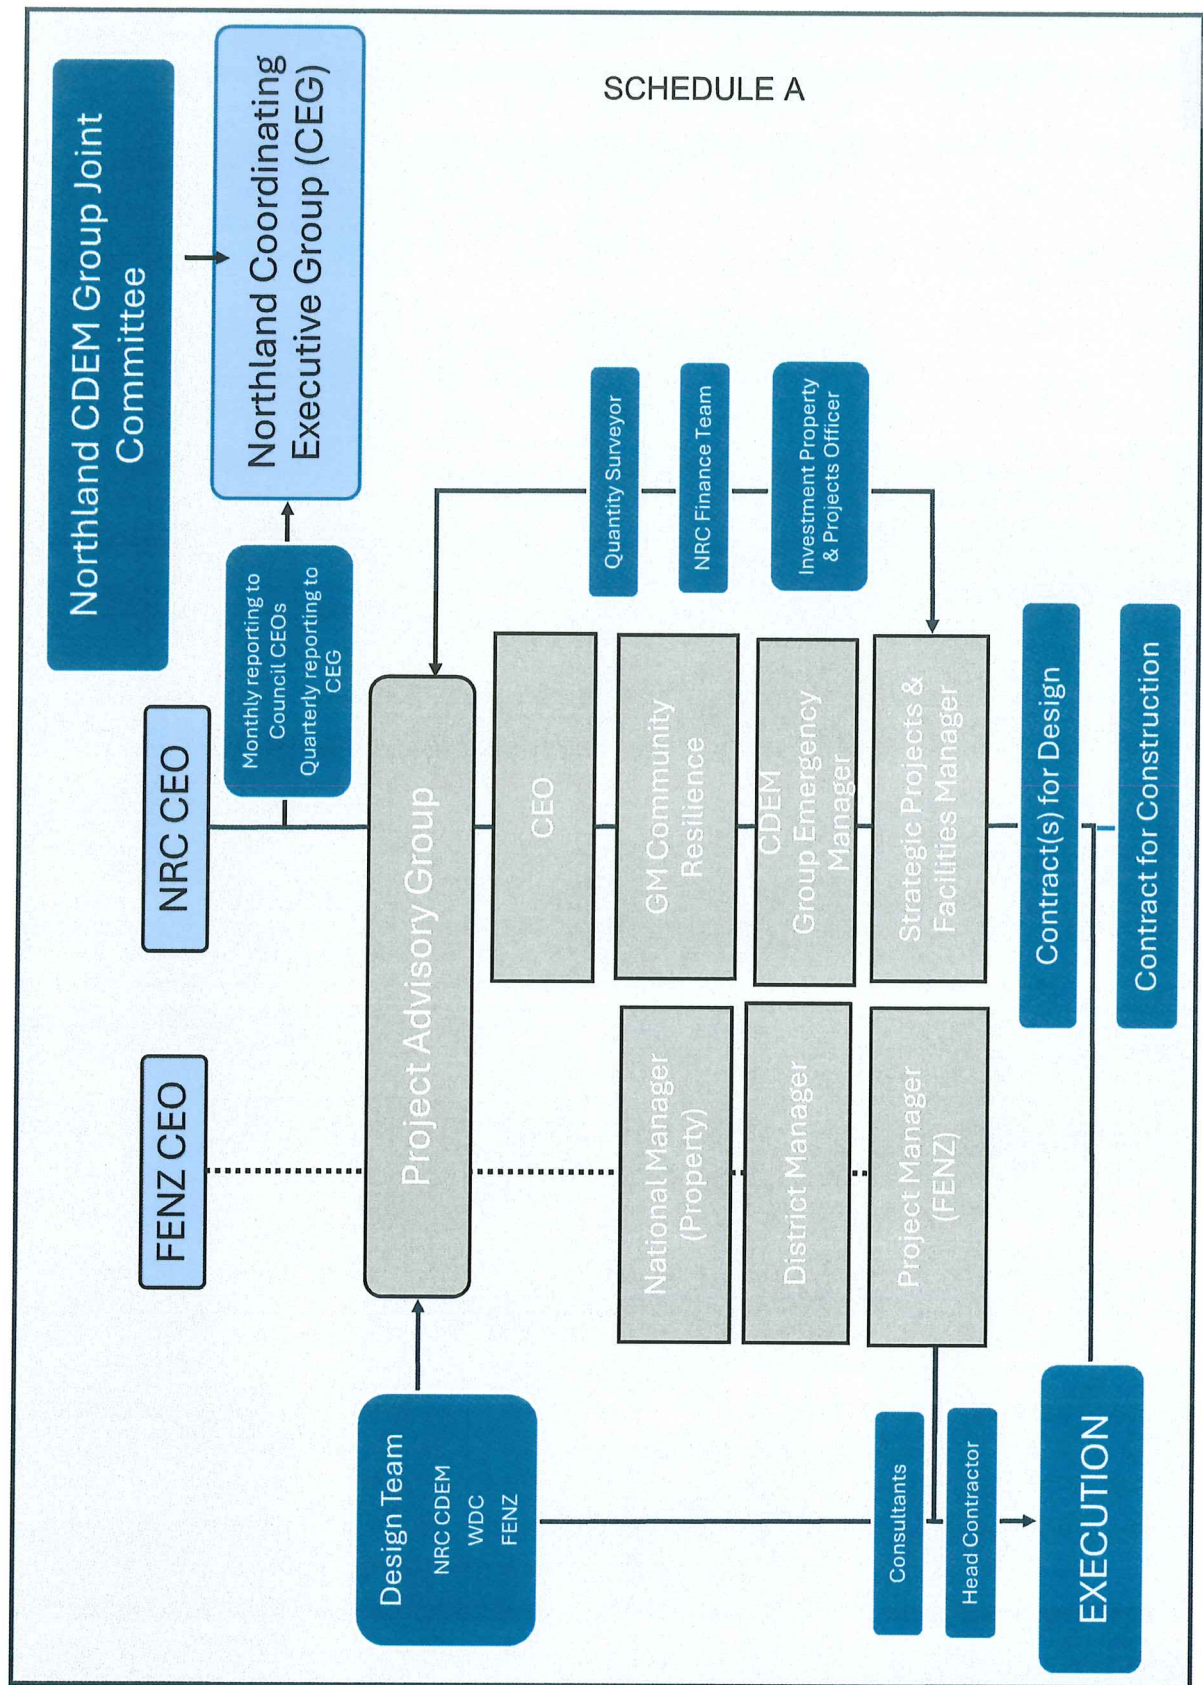 SCHEDULE A
Northland CDEM Group Joint
Committee
Northland Coordinating
Executive Group (CEG)
FENZ CEO
NRC CEO
Monthly reporting to
Council CEOs
Quarterly reporting to
CEG
Design Team
NRC CDEM
WDC
FENZ
Project Advisory Group
CEO
National Manager
(Property)
GM Community
Resilience
District Manager
CDEM
Group Emergency
Manager
Project Manager
(FENZ)
Strategic Projects &
Facilities Manager
Quantity Surveyor
NRC Finance Team
Investment Property
& Projects Officer
Consultants
Head Contractor
EXECUTION
Contract(s) for Design
Contract for Construction